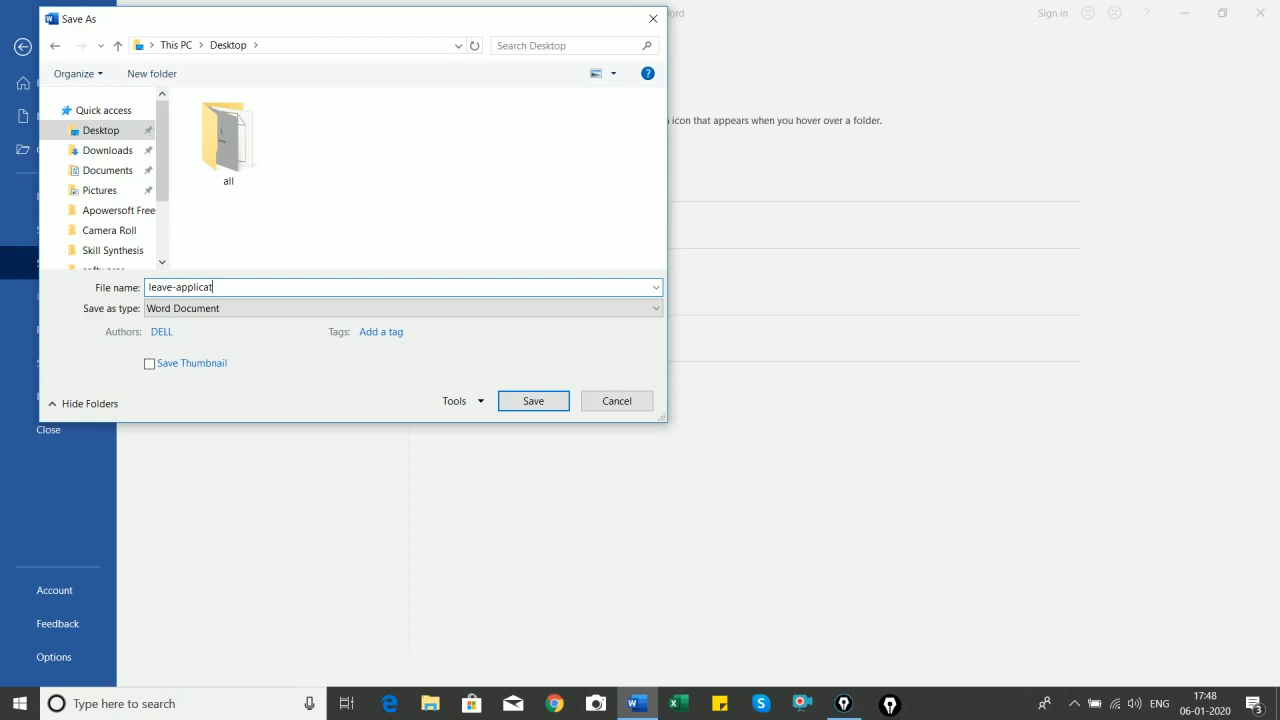 Save As
ord
Sign in
This PC
Desktop
Search Desktop
Organize
New folder
Quick access
Desktop
Downloads
Documents
Pictures
Apowersoft Free
Camera Roll
Skill Synthesis
all
icon that appears when you hover over a folder.
File name:
leave-applicat
Save as type:
Word Document
Authors:
DELL
Tags:
Add a tag
Save Thumbnail
Hide Folders
Tools
Save
Cancel
Close
Account
Feedback
Options
Type here to search
ENG
17:48
06-01-2020
3